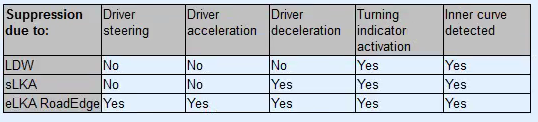 Suppression due to: Driver steering Driver acceleration Driver deceleration Turning indicator activation Inner curve detected
LDW No No No Yes Yes
sLKA No No Yes Yes Yes
eLKA RoadEdge Yes Yes Yes Yes Yes